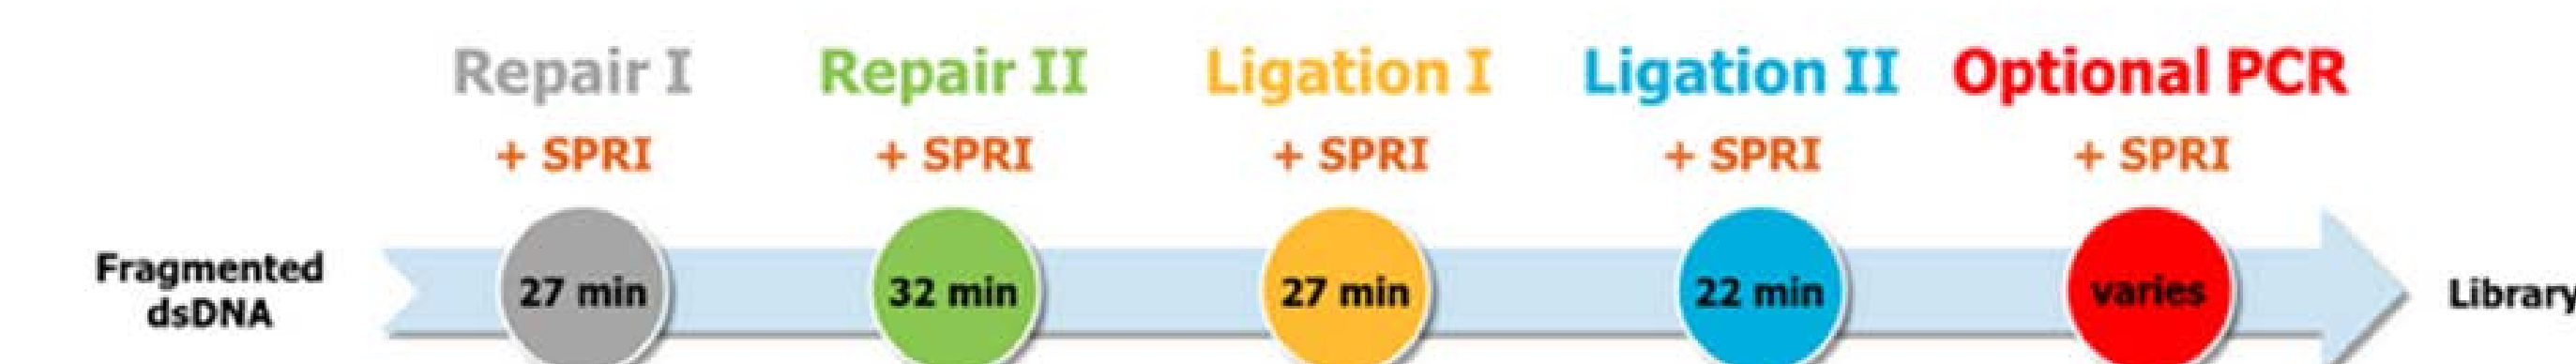 Repair I
Repair II
Ligation I
Ligation II
Optional PCR
+ SPRI
+ SPRI
+ SPRI
+ SPRI
+ SPRI
Fragmented
dsDNA
27 min
32 min
27 min
22 min
varies
Library